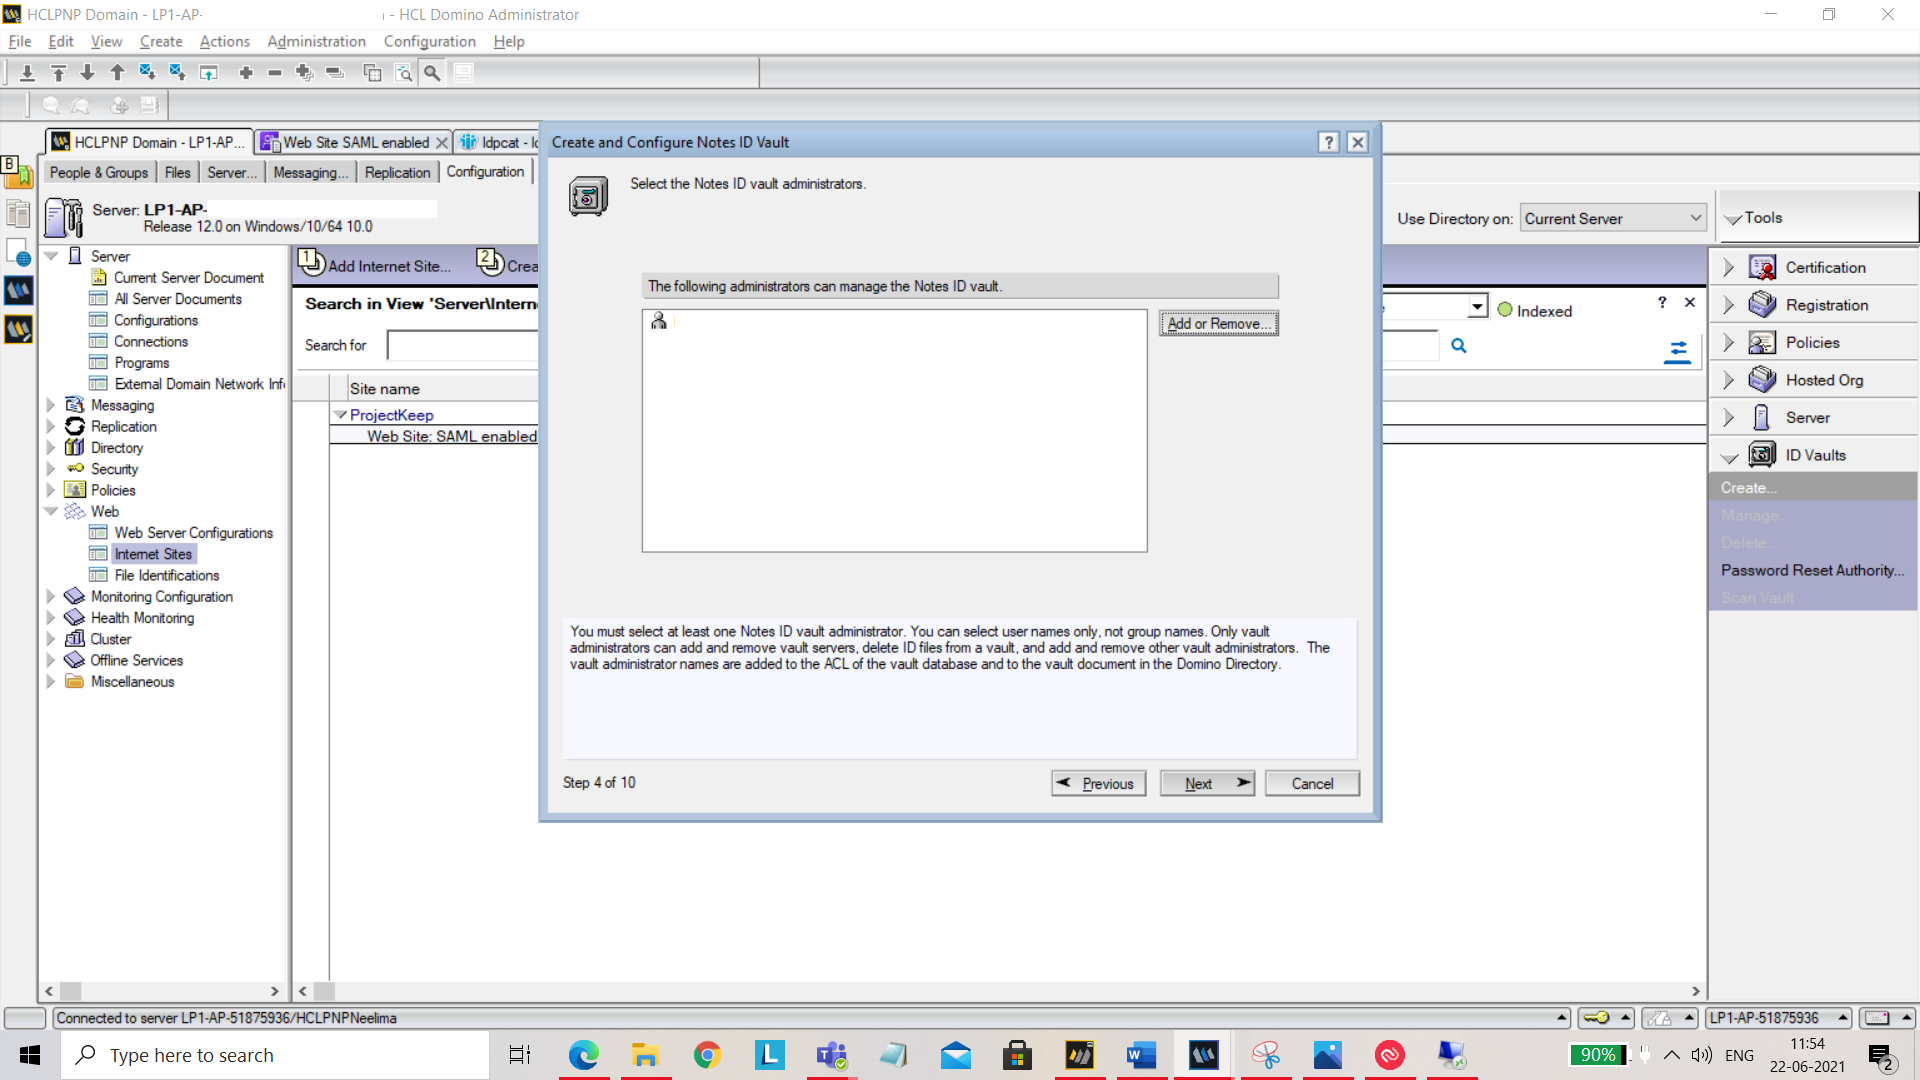 HCLPNP Domain - LP1-AP- - HCL Domino Administrator
File Edit View Create Actions Administration Configuration Help
HCLPNP Domain - LP1-AP...
Web Site SAML enabled
Idpcat - Ic
B
People & Groups
Files
Server...
Messaging...
Replication
Configuration
Server: LP1-AP-
Release 12.0 on Windows/10/64 10.0
Use Directory on: Current Server
Tools
Server
Current Server Document
All Server Documents
Configurations
Connections
Programs
External Domain Network Inf
Messaging
Replication
Directory
Security
Policies
Web
Web Server Configurations
Internet Sites
File Identifications
Monitoring Configuration
Health Monitoring
Cluster
Offline Services
Miscellaneous
1 Add Internet Site...
2 Crea
Search in View 'Server\Intern
Indexed
?
Search for
Site name
ProjectKeep
Web Site: SAML enabled
Create and Configure Notes ID Vault
?
Select the Notes ID vault administrators.
The following administrators can manage the Notes ID vault.
Add or Remove...
You must select at least one Notes ID vault administrator. You can select user names only, not group names. Only vault
administrators can add and remove vault servers, delete ID files from a vault, and add and remove other vault administrators. The
vault administrator names are added to the ACL of the vault database and to the vault document in the Domino Directory.
Step 4 of 10
Previous
Next
Cancel
Certification
Registration
Policies
Hosted Org
Server
ID Vaults
Create...
Manage...
Delete...
Password Reset Authority...
Scan Vault
Connected to server LP1-AP-51875936/HCLPNPNeelima
LP1-AP-51875936
Type here to search
90%
ENG
11:54
22-06-2021
2